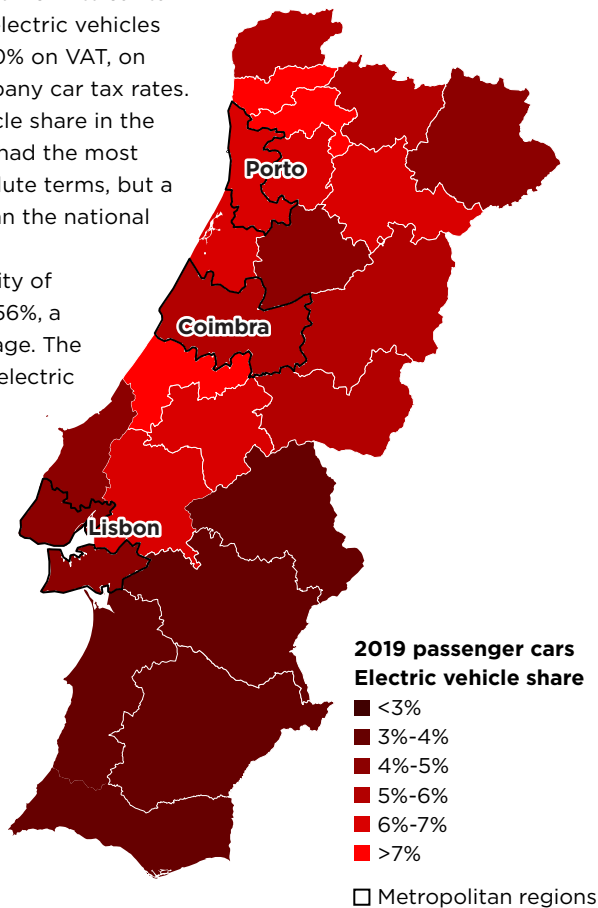 electric vehicles
0% on VAT, on
pany car tax rates.
cle share in the
had the most
lute terms, but a
an the national
ity of
56%, a
age. The
electric
Porto
Coimbra
Lisbon
2019 passenger cars
Electric vehicle share
<3%
3%-4%
4%-5%
5%-6%
6%-7%
>7%
Metropolitan regions